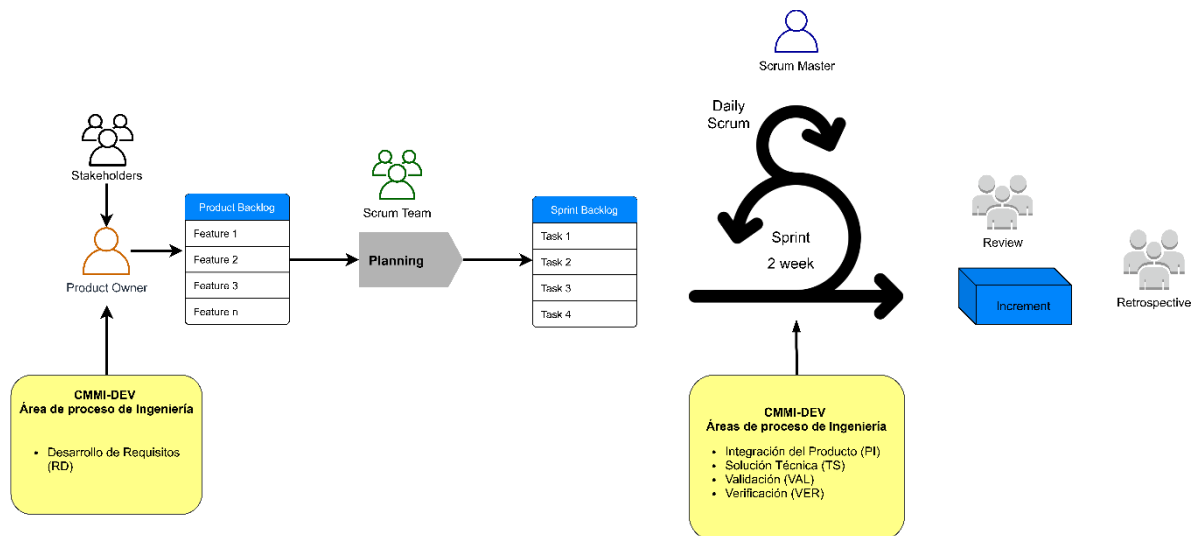 Stakeholders
Product Owner
CMMI-DEV
Área de proceso de Ingeniería
• Desarrollo de Requisitos
(RD)
Product Backlog
Feature 1
Feature 2
Feature 3
Feature n
Scrum Team
Planning
Sprint Backlog
Task 1
Task 2
Task 3
Task 4
Scrum Master
Daily
Scrum
Sprint
2 week
CMMI-DEV
Áreas de proceso de Ingeniería
• Integración del Producto (PI)
• Solución Técnica (TS)
• Validación (VAL)
• Verificación (VER)
Review
Increment
Retrospective